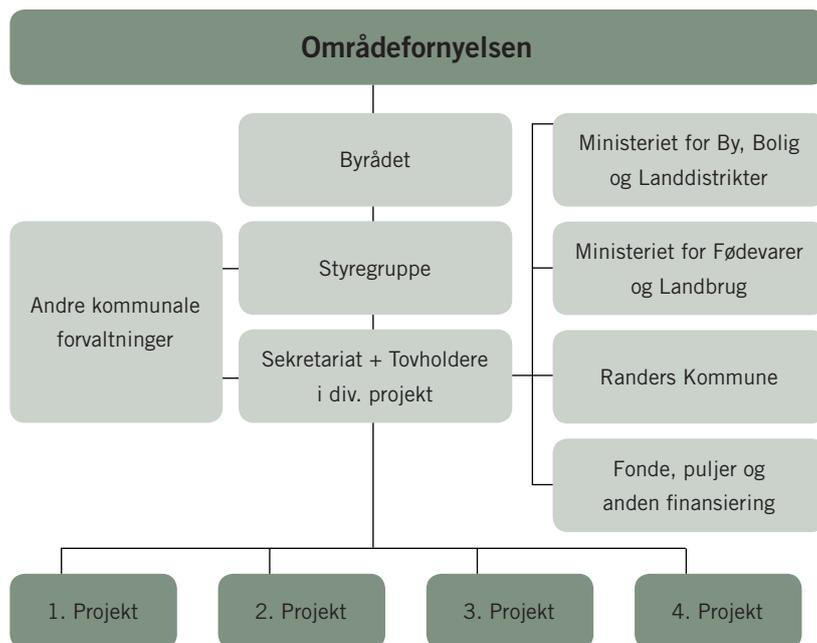 Områdefornyelsen
Byrådet
Ministeriet for By, Bolig
og Landdistrikter
Styregruppe
Ministeriet for Fødevarer
og Landbrug
Andre kommunale
forvaltninger
Sekretariat + Tovholdere
i div. projekt
Randers Kommune
Fonde, puljer og
anden finansiering
1. Projekt
2. Projekt
3. Projekt
4. Projekt